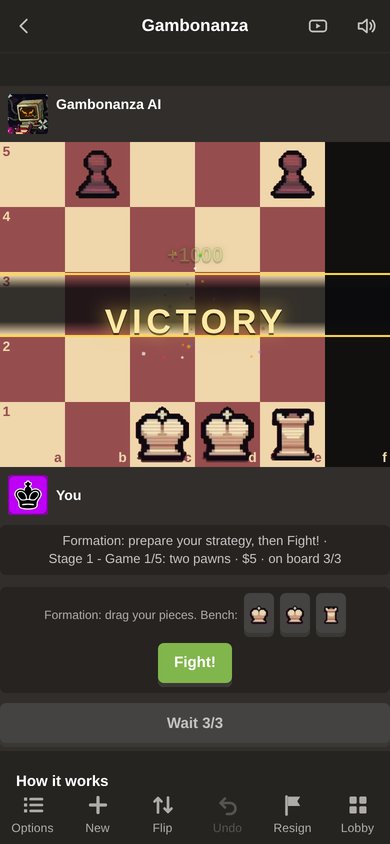 Gambonanza
Gambonanza AI
5
4
+1000
3
VICTORY
2
1
a b c d e f
You
Formation: prepare your strategy, then Fight! ·
Stage 1 - Game 1/5: two pawns · $5 · on board 3/3
Formation: drag your pieces. Bench:
Fight!
Wait 3/3
How it works
Options New Flip Undo Resign Lobby